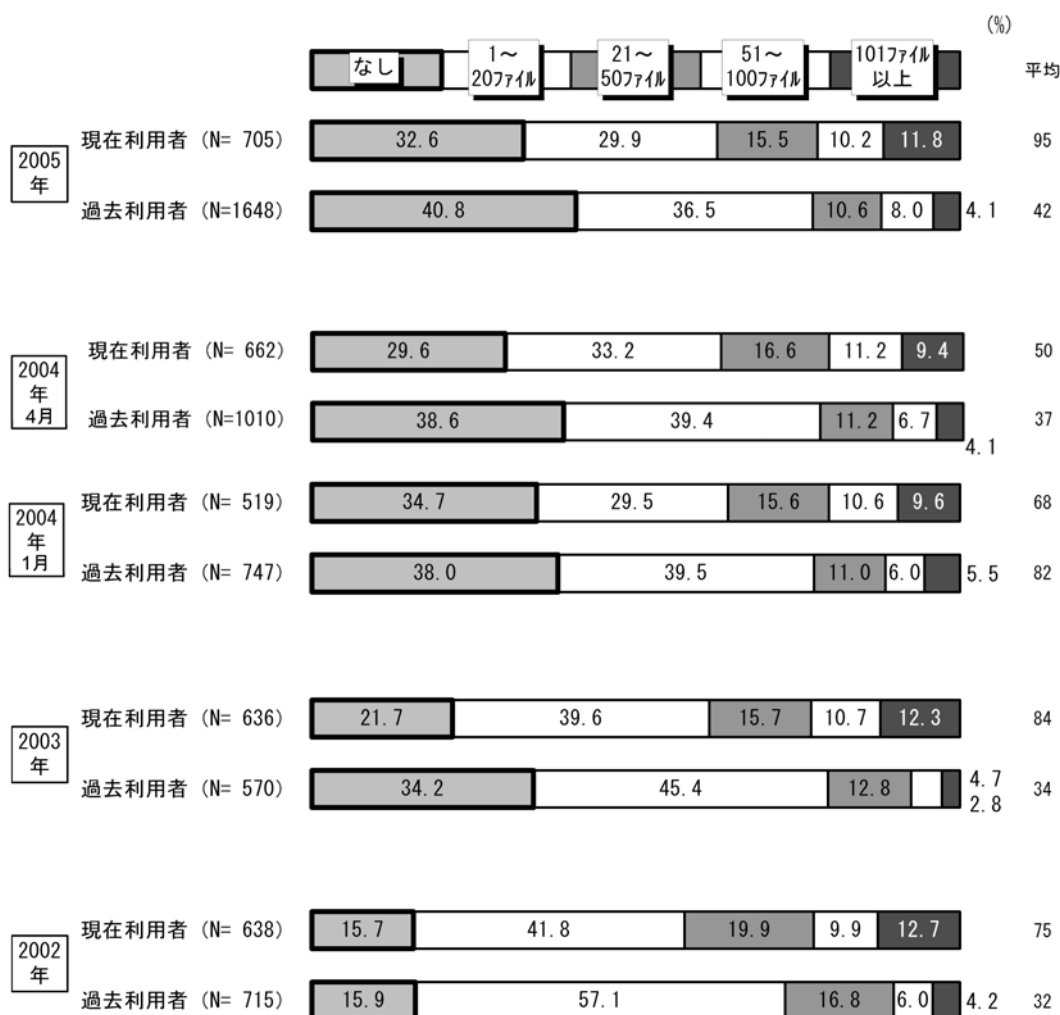 (%)
なし
1～
20ファイル
21～
50ファイル
51～
100ファイル
101ファイル
以上
平均
2005
年
現在利用者 (N= 705)
32.6 29.9 15.5 10.2 11.8 95
過去利用者 (N=1648)
40.8 36.5 10.6 8.0 4.1 42
2004
年
4月
現在利用者 (N= 662)
29.6 33.2 16.6 11.2 9.4 50
過去利用者 (N=1010)
38.6 39.4 11.2 6.7 4.1 37
2004
年
1月
現在利用者 (N= 519)
34.7 29.5 15.6 10.6 9.6 68
過去利用者 (N= 747)
38.0 39.5 11.0 6.0 5.5 82
2003
年
現在利用者 (N= 636)
21.7 39.6 15.7 10.7 12.3 84
過去利用者 (N= 570)
34.2 45.4 12.8 4.7 2.8 34
2002
年
現在利用者 (N= 638)
15.7 41.8 19.9 9.9 12.7 75
過去利用者 (N= 715)
15.9 57.1 16.8 6.0 4.2 32